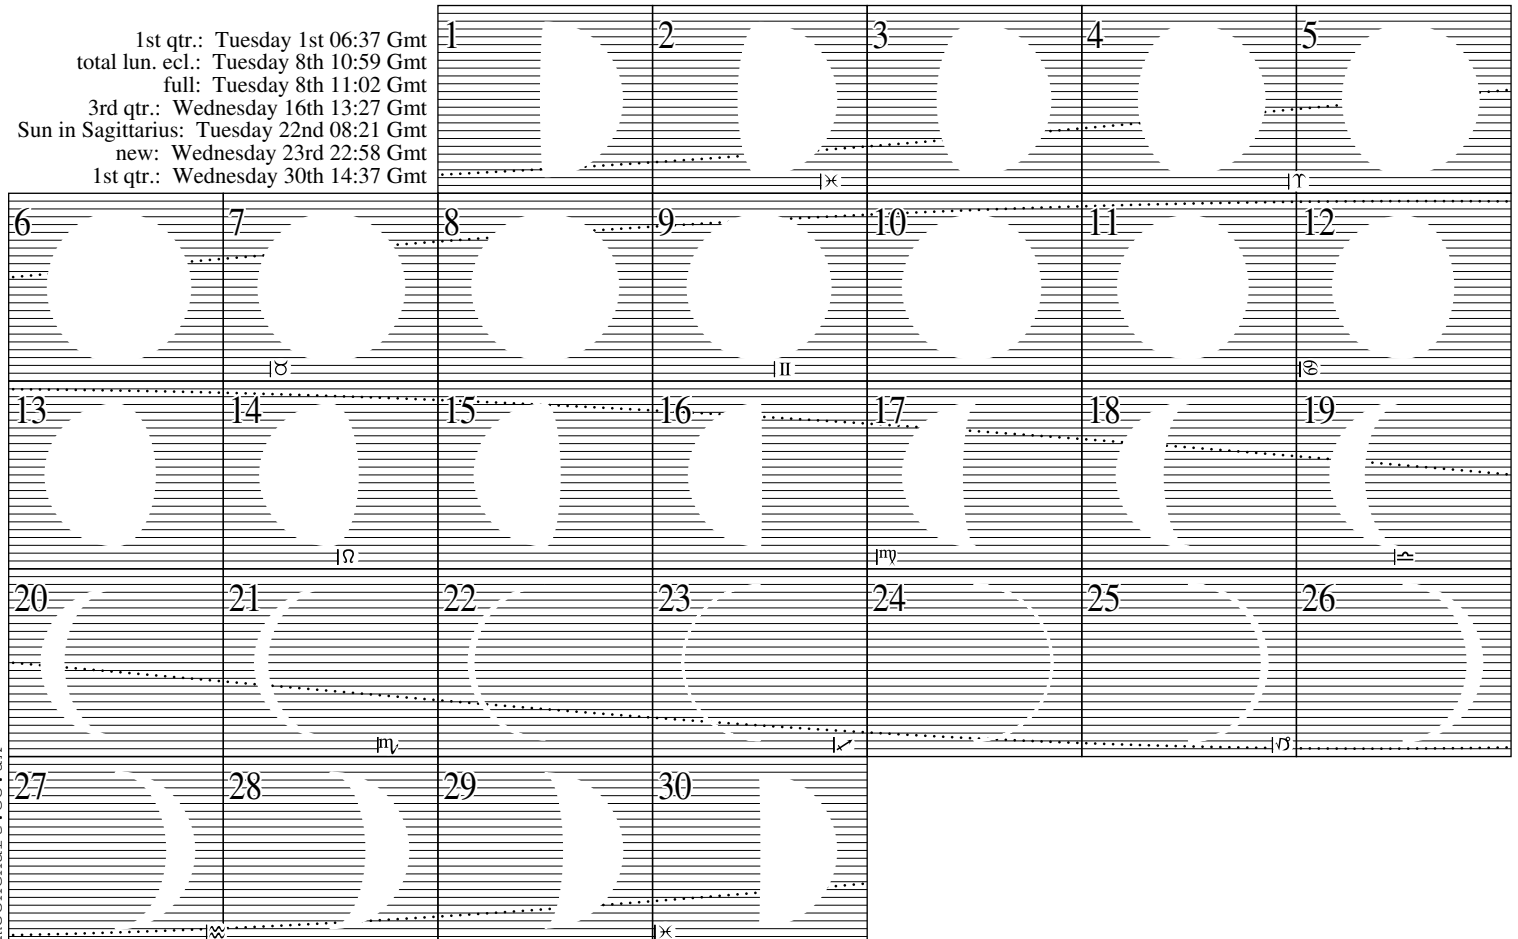 1st qtr.: Tuesday 1st 06:37 Gmt
total lun. ecl.: Tuesday 8th 10:59 Gmt
full: Tuesday 8th 11:02 Gmt
3rd qtr.: Wednesday 16th 13:27 Gmt
Sun in Sagittarius: Tuesday 22nd 08:21 Gmt
new: Wednesday 23rd 22:58 Gmt
1st qtr.: Wednesday 30th 14:37 Gmt
1 2 3 4 5
♓ ♈
6 7 8 9 10 11 12
♉ ♊ ♋
13 14 15 16 17 18 19
♌ ♍ ♎
20 21 22 23 24 25 26
♏ ♐ ♑
27 28 29 30
♒ ♓